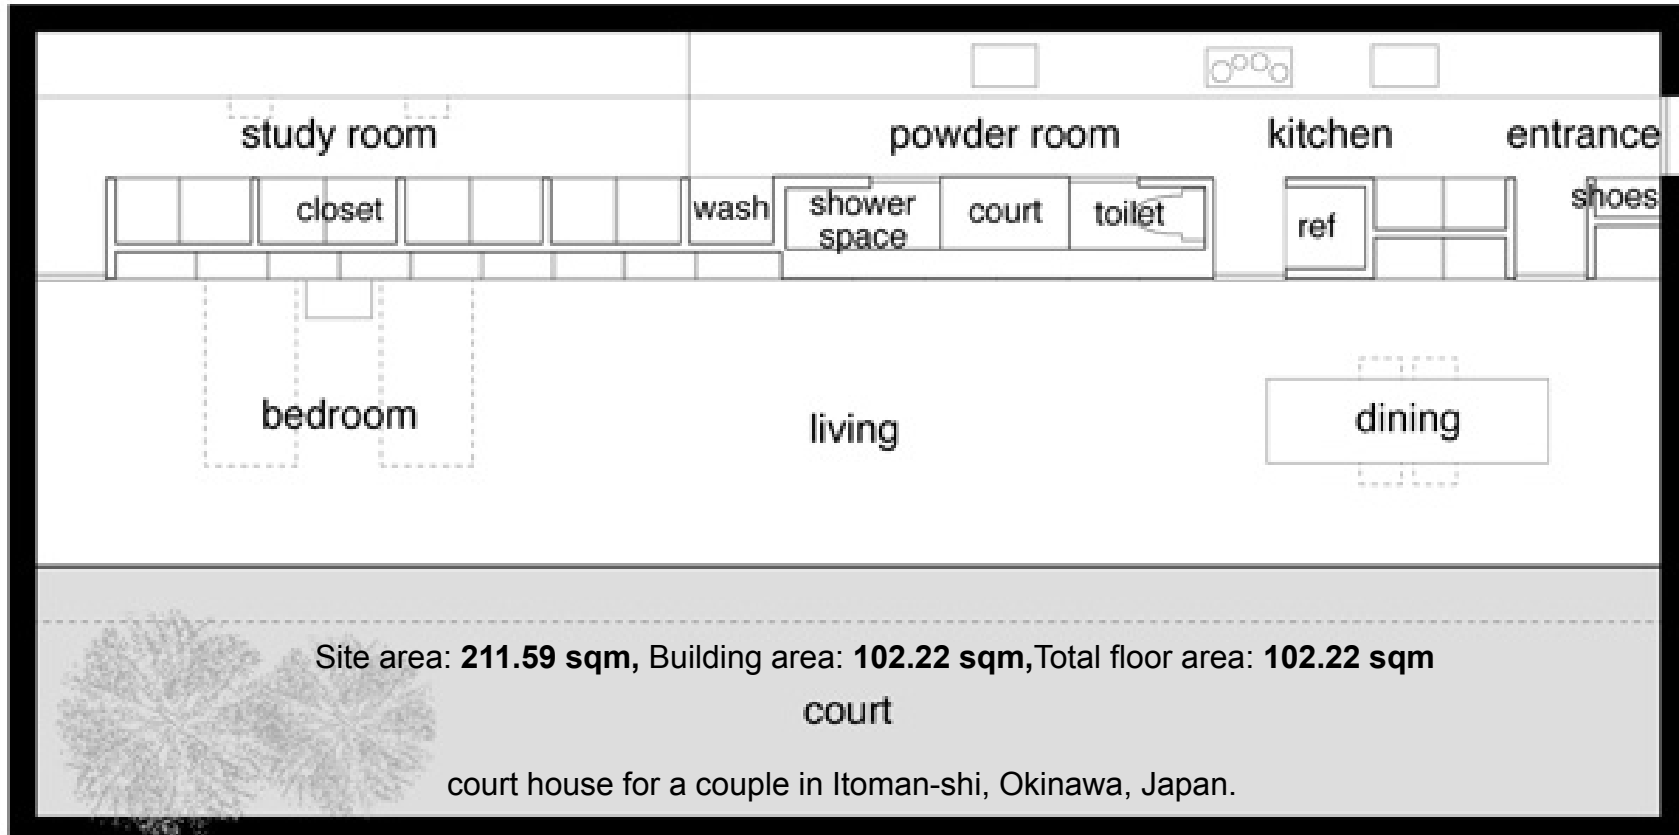 study room
powder room
kitchen
entrance
closet
wash
shower
space
court
toilet
ref
shoes
bedroom
living
dining
Site area: 211.59 sqm, Building area: 102.22 sqm,Total floor area: 102.22 sqm
court
court house for a couple in Itoman-shi, Okinawa, Japan.